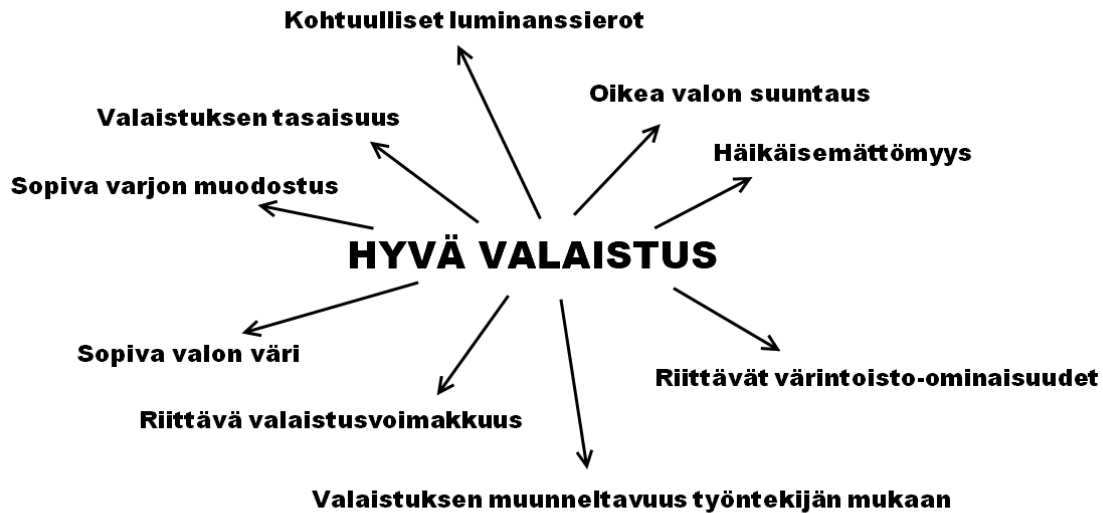 Kohtuulliset luminanssierot
Oikea valon suuntaus
Valaistuksen tasaisuus
Häikäisemättömyys
Sopiva varjon muodostus
HYVÄ VALAISTUS
Sopiva valon väri
Riittävät värintoisto-ominaisuudet
Riittävä valaistusvoimakkuus
Valaistuksen muunneltavuus työntekijän mukaan